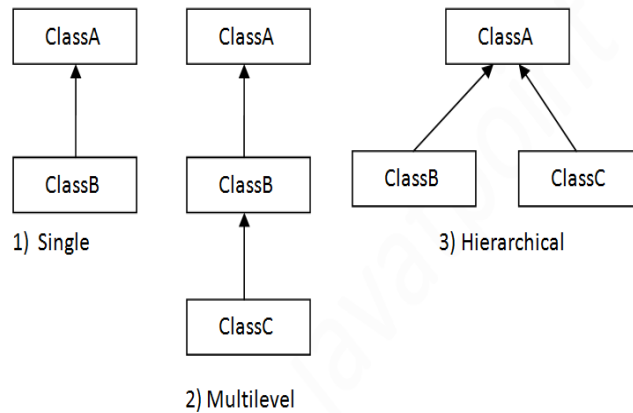 ClassA
ClassB
1) Single
ClassA
ClassB
ClassC
2) Multilevel
ClassA
ClassB
ClassC
3) Hierarchical